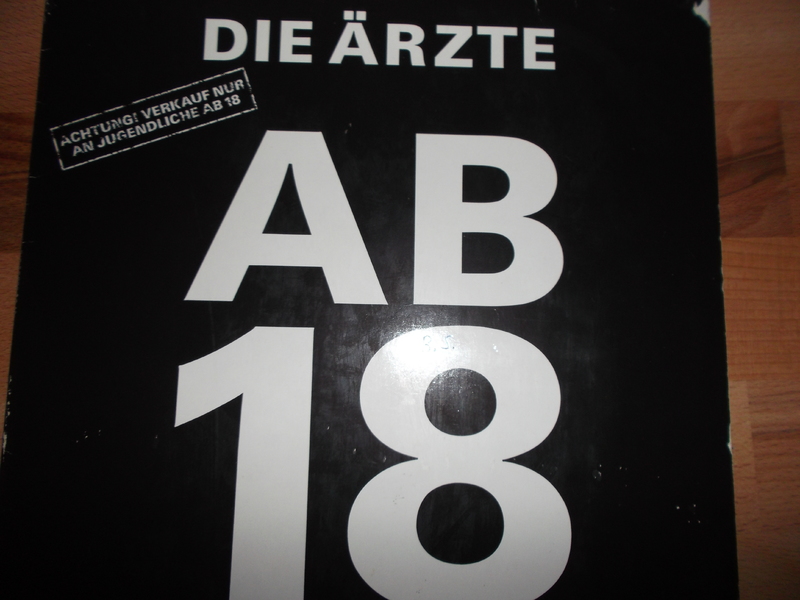 DIE ÄRZTE
ACHTUNG! VERKAUF NUR
AN JUGENDLICHE AB 18
AB
18